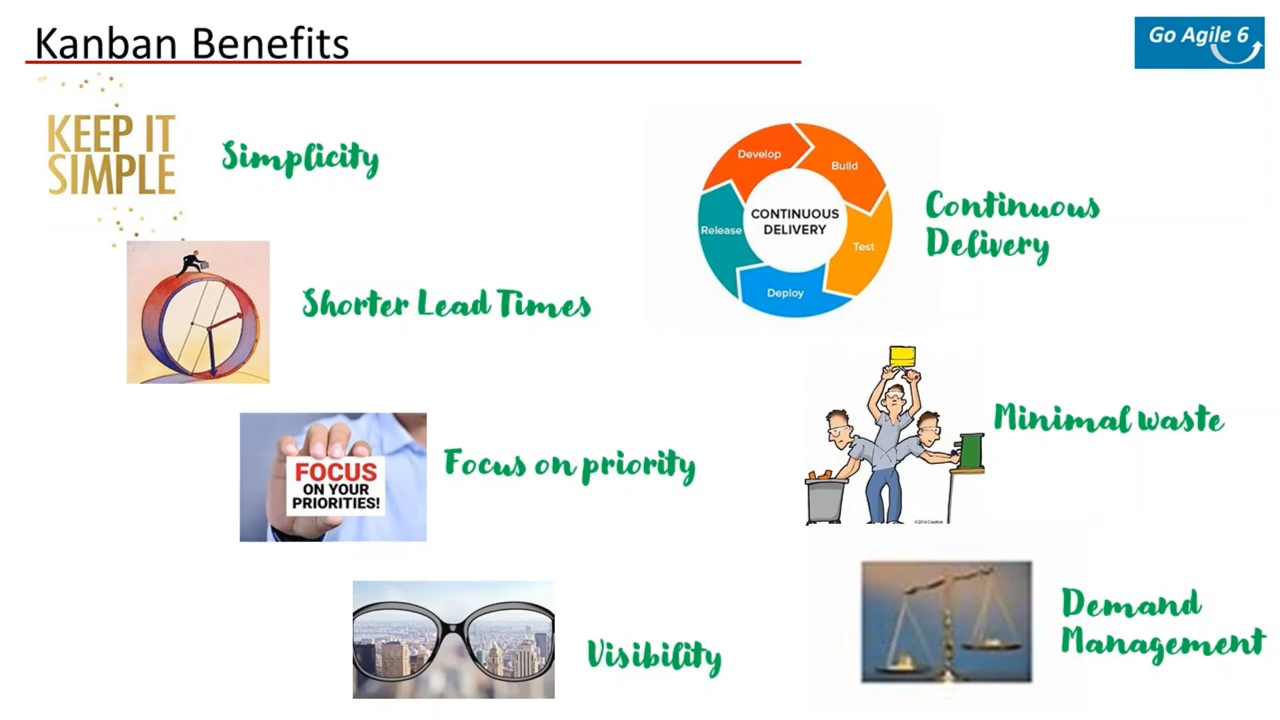 Kanban Benefits
Go Agile 6
KEEP IT
SIMPLE
Simplicity
Shorter Lead Times
FOCUS
ON YOUR
PRIORITIES!
Focus on priority
Visibility
Develop
Build
Test
Deploy
Release
CONTINUOUS
DELIVERY
Continuous
Delivery
Minimal waste
Demand
Management